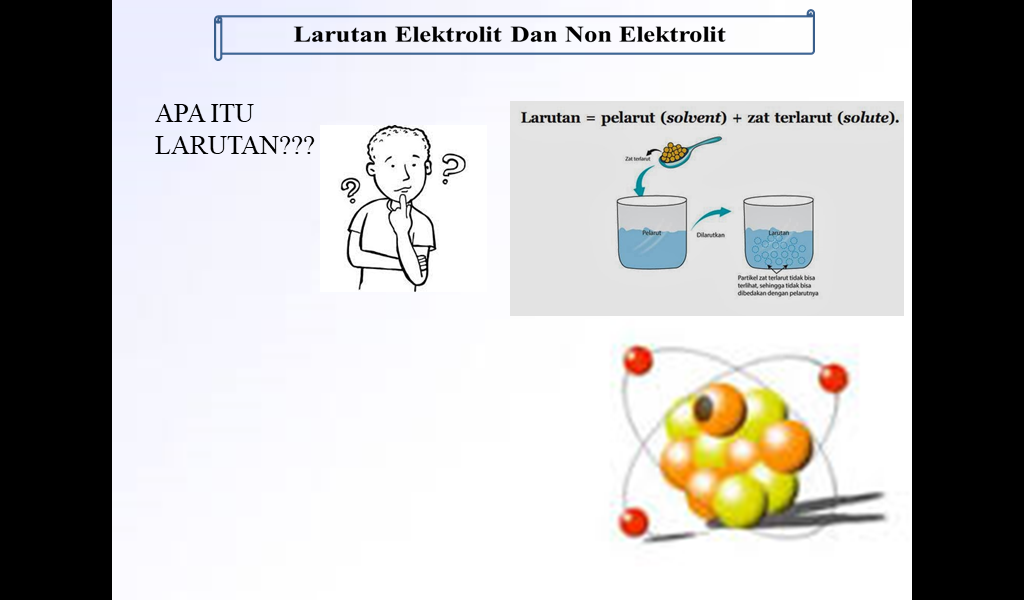 Larutan Elektrolit Dan Non Elektrolit
APA ITU
LARUTAN???
Larutan = pelarut (solvent) + zat terlarut (solute).
Zat terlarut
Pelarut
Dilarutkan
Larutan
Partikel zat terlarut tidak bisa
terlihat, sehingga tidak bisa
dibedakan dengan pelarutnya